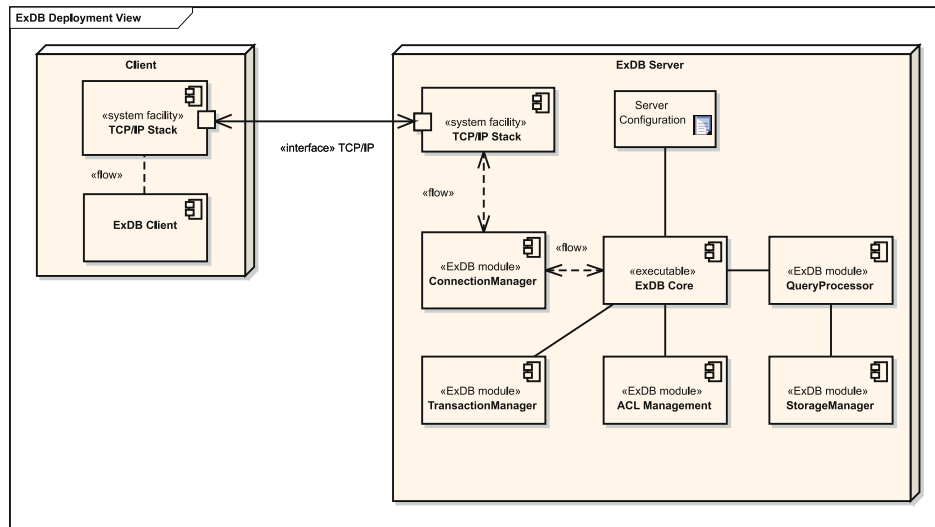 ExDB Deployment View
Client
«system facility»
TCP/IP Stack
«flow»
ExDB Client
«interface» TCP/IP
ExDB Server
«system facility»
TCP/IP Stack
Server
Configuration
«flow»
«ExDB module»
ConnectionManager
«flow»
«executable»
ExDB Core
«ExDB module»
QueryProcessor
«ExDB module»
TransactionManager
«ExDB module»
ACL Management
«ExDB module»
StorageManager